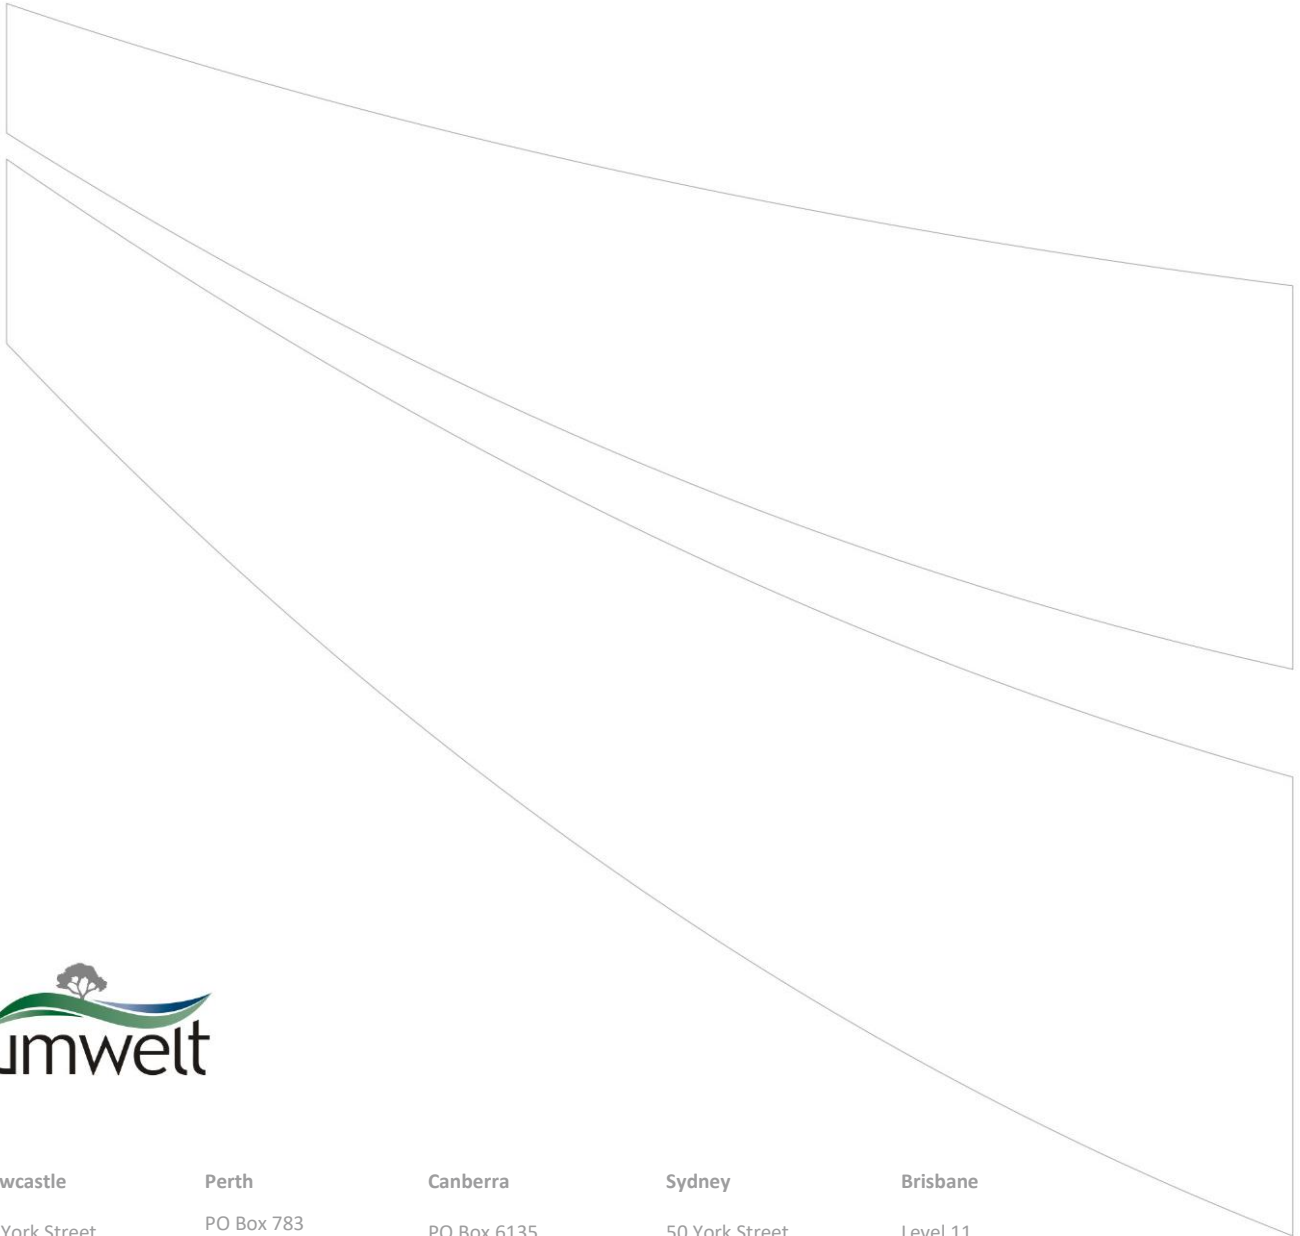 umwelt
wcastle Perth Canberra Sydney Brisbane
PO Box 783
York Street PO Box 6135 50 York Street Level 11